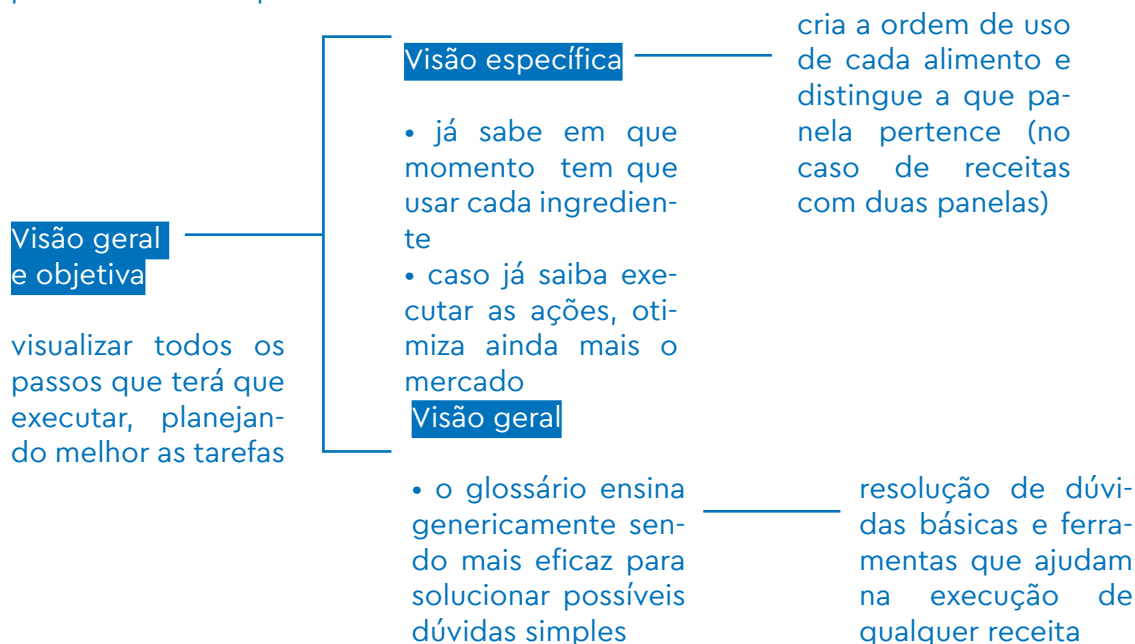 Visão geral
e objetiva
visualizar todos os
passos que terá que
executar, planejan-
do melhor as tarefas
Visão específica
• já sabe em que
momento tem que
usar cada ingredien-
te
• caso já saiba exe-
cutar as ações, oti-
miza ainda mais o
mercado
cria a ordem de uso
de cada alimento e
distingue a que pa-
nela pertence (no
caso de receitas
com duas panelas)
Visão geral
• o glossário ensina
genericamente sen-
do mais eficaz para
solucionar possíveis
dúvidas simples
resolução de dúvi-
das básicas e ferra-
mentas que ajudam
na execução de
qualquer receita